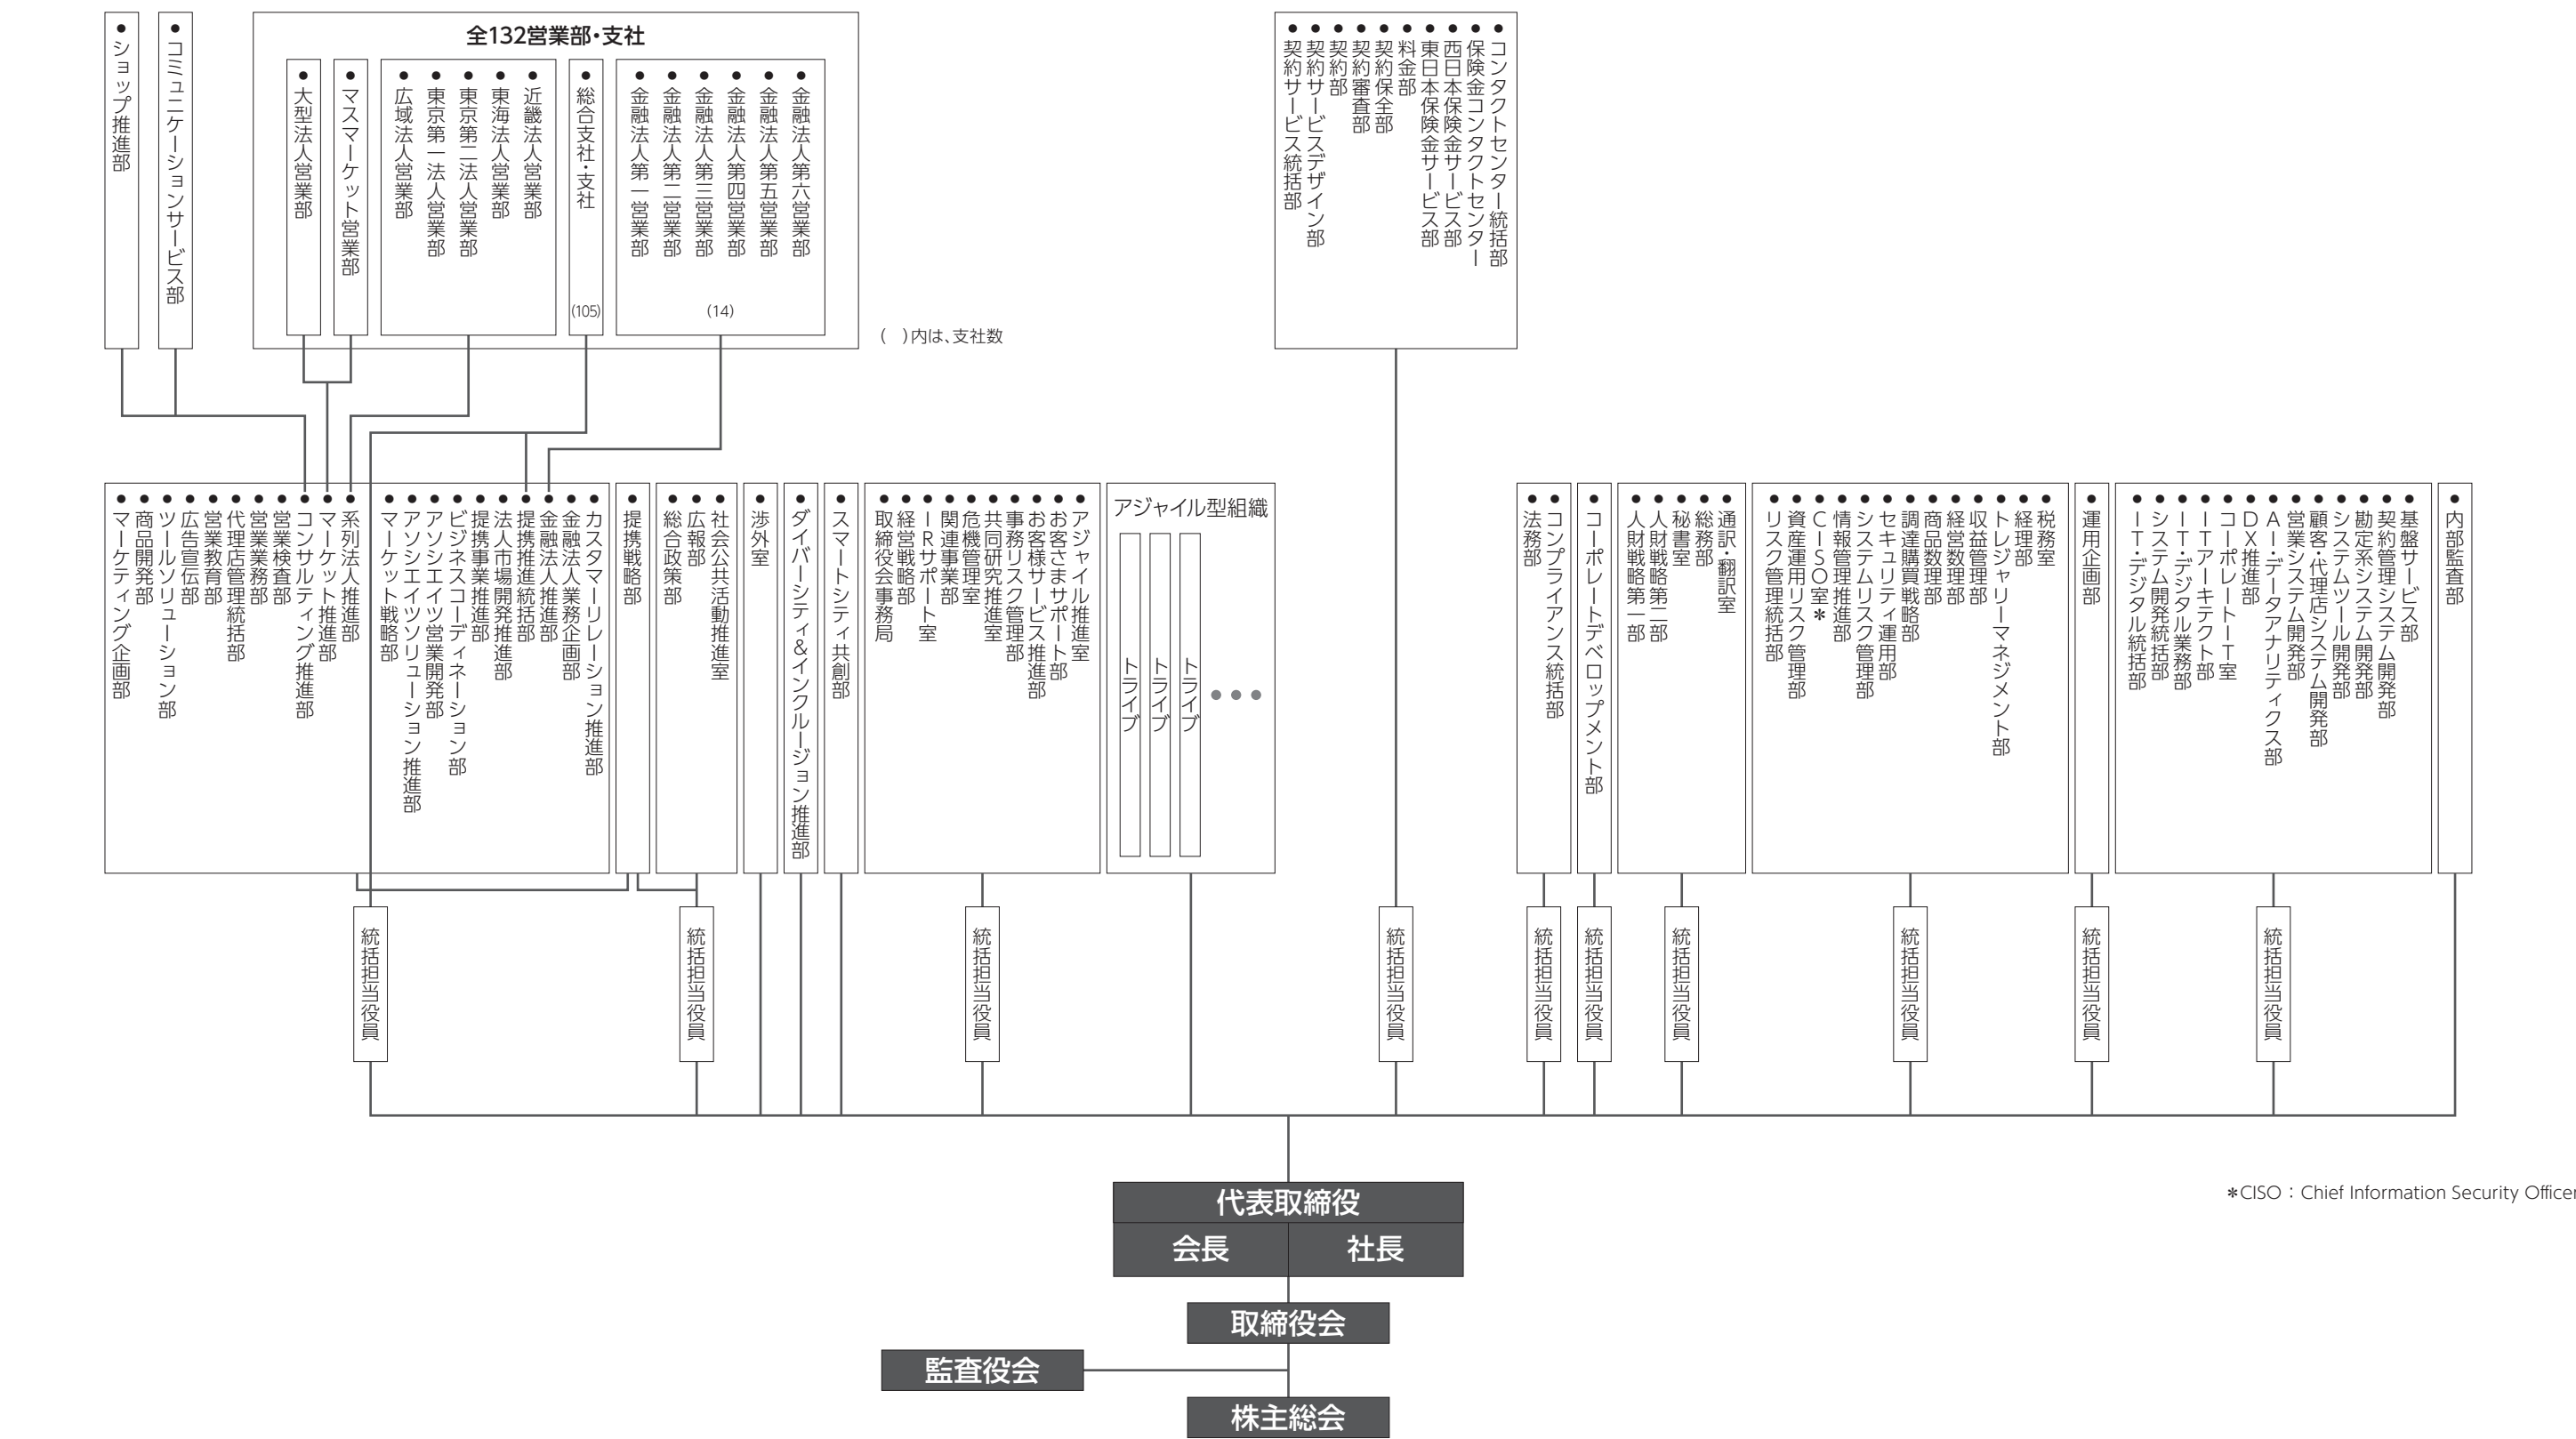 ショップ推進部
コミュニケーションサービス部
全132営業部・支社
大型法人営業部
マスマーケット営業部
広域法人営業部
東京第一法人営業部
東京第二法人営業部
東海法人営業部
近畿法人営業部
総合支社・支社
(105)
金融法人第一営業部
金融法人第二営業部
金融法人第三営業部
金融法人第四営業部
金融法人第五営業部
金融法人第六営業部
(14)
(　)内は、支社数
契約サービス統括部
契約サービスデザイン部
契約部
契約審査部
契約保全部
料金部
東日本保険金サービス部
西日本保険金サービス部
保険金コンタクトセンター
コンタクトセンター統括部
マーケティング企画部
商品開発部
ツールソリューション部
広告宣伝部
営業教育部
代理店管理統括部
営業業務部
営業検査部
コンサルティング推進部
マーケット推進部
系列法人推進部
マーケット戦略部
アソシエイツソリューション推進部
アソシエイツ営業開発部
ビジネスコーディネーション部
提携事業推進部
法人市場開発推進部
提携推進統括部
金融法人推進部
金融法人業務企画部
カスタマーリレーション推進部
提携戦略部
総合政策部
広報部
社会公共活動推進室
渉外室
ダイバーシティ&インクルージョン推進部
スマートシティ共創部
取締役会事務局
経営戦略部
IRサポート室
関連事業部
危機管理室
共同研究推進室
事務リスク管理部
お客様サービス推進部
お客さまサポート部
アジャイル推進室
アジャイル型組織
トライブ
トライブ
トライブ
●●●
法務部
コンプライアンス統括部
コーポレートデベロップメント部
人財戦略第一部
人財戦略第二部
秘書室
総務部
通訳・翻訳室
リスク管理統括部
資産運用リスク管理部
CISO室＊
情報管理推進部
システムリスク管理部
セキュリティ運用部
調達購買戦略部
商品数理部
経営数理部
収益管理部
トレジャリーマネジメント部
経理部
税務室
運用企画部
IT・デジタル統括部
システム開発統括部
IT・デジタル業務部
ITアーキテクト部
コーポレートIT室
DX推進部
AI・データアナリティクス部
営業システム開発部
顧客・代理店システム開発部
システムツール開発部
勘定系システム開発部
契約管理システム開発部
基盤サービス部
内部監査部
統括担当役員
統括担当役員
統括担当役員
統括担当役員
統括担当役員
統括担当役員
統括担当役員
統括担当役員
統括担当役員
統括担当役員
＊CISO：Chief Information Security Officer
代表取締役
会長
社長
取締役会
監査役会
株主総会